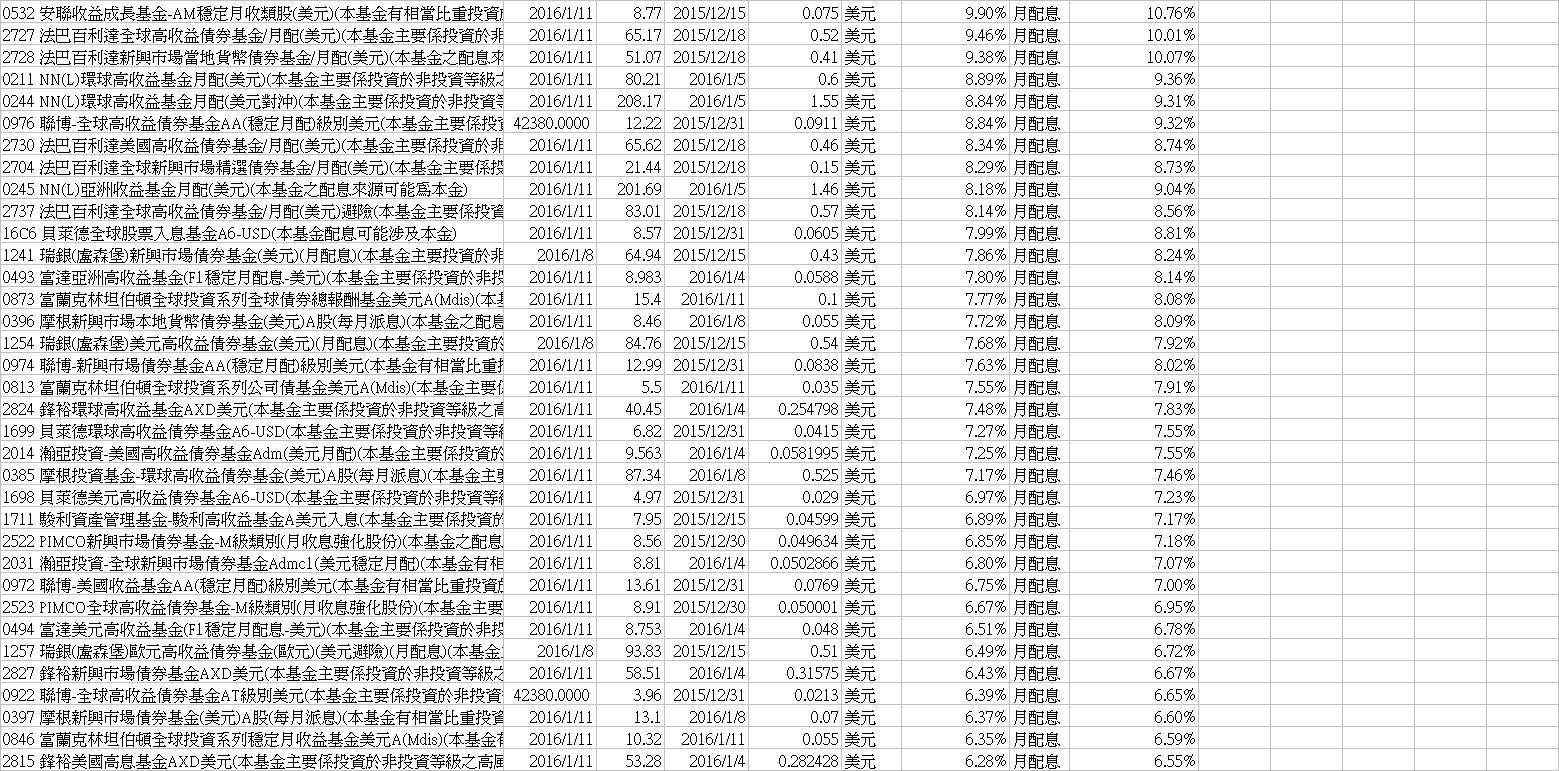 0532 安聯收益成長基金-AM穩定月收類股(美元)(本基金有相當比重投資 2016/1/11 8.77 2015/12/15 0.075 美元 9.90% 月配息 10.76%
2727 法巴百利達全球高收益債券基金/月配(美元)(本基金主要係投資於非 2016/1/11 65.17 2015/12/18 0.52 美元 9.46% 月配息 10.01%
2728 法巴百利達新興市場當地貨幣債券基金/月配(美元)(本基金之配息來 2016/1/11 51.07 2015/12/18 0.41 美元 9.38% 月配息 10.07%
0211 NN(L)環球高收益基金月配(美元)(本基金主要係投資於非投資等級之 2016/1/11 80.21 2016/1/5 0.6 美元 8.89% 月配息 9.36%
0244 NN(L)環球高收益基金月配(美元對沖)(本基金主要係投資於非投資等 2016/1/11 208.17 2016/1/5 1.55 美元 8.84% 月配息 9.31%
0976 聯博-全球高收益債券基金AA(穩定月配)級別美元(本基金主要係投資 42380.0000 12.22 2015/12/31 0.0911 美元 8.84% 月配息 9.32%
2730 法巴百利達美國高收益債券基金/月配(美元)(本基金主要係投資於非 2016/1/11 65.62 2015/12/18 0.46 美元 8.34% 月配息 8.74%
2704 法巴百利達全球新興市場精選債券基金/月配(美元)(本基金主要係投 2016/1/11 21.44 2015/12/18 0.15 美元 8.29% 月配息 8.73%
0245 NN(L)亞洲收益基金月配(美元)(本基金之配息來源可能為本金) 2016/1/11 201.69 2016/1/5 1.46 美元 8.18% 月配息 9.04%
2737 法巴百利達全球高收益債券基金/月配(美元)避險(本基金主要係投資 2016/1/11 83.01 2015/12/18 0.57 美元 8.14% 月配息 8.56%
16C6 貝萊德全球股票入息基金A6-USD(本基金配息可能涉及本金) 2016/1/11 8.57 2015/12/31 0.0605 美元 7.99% 月配息 8.81%
1241 瑞銀(盧森堡)新興市場債券基金(美元)(月配息)(本基金主要投資於非 2016/1/8 64.94 2015/12/15 0.43 美元 7.86% 月配息 8.24%
0493 富達亞洲高收益基金(F1穩定月配息-美元)(本基金主要係投資於非投 2016/1/11 8.983 2016/1/4 0.0588 美元 7.80% 月配息 8.14%
0873 富蘭克林坦伯頓全球投資系列全球債券總報酬基金美元A(Mdis)(本基 2016/1/11 15.4 2016/1/11 0.1 美元 7.77% 月配息 8.08%
0396 摩根新興市場本地貨幣債券基金(美元)A股(每月派息)(本基金之配息 2016/1/11 8.46 2016/1/8 0.055 美元 7.72% 月配息 8.09%
1254 瑞銀(盧森堡)美元高收益債券基金(美元)(月配息)(本基金主要投資於 2016/1/8 84.76 2015/12/15 0.54 美元 7.68% 月配息 7.92%
0974 聯博-新興市場債券基金AA(穩定月配)級別美元(本基金有相當比重投 2016/1/11 12.99 2015/12/31 0.0838 美元 7.63% 月配息 8.02%
0813 富蘭克林坦伯頓全球投資系列公司債基金美元A(Mdis)(本基金主要係 2016/1/11 5.5 2016/1/11 0.035 美元 7.55% 月配息 7.91%
2824 鋒裕環球高收益基金AXD美元(本基金主要係投資於非投資等級之高 2016/1/11 40.45 2016/1/4 0.254798 美元 7.48% 月配息 7.83%
1699 貝萊德環球高收益債券基金A6-USD(本基金主要係投資於非投資等級 2016/1/11 6.82 2015/12/31 0.0415 美元 7.27% 月配息 7.55%
2014 瀚亞投資-美國高收益債券基金Adm(美元月配)(本基金主要係投資於 2016/1/11 9.563 2016/1/4 0.0581995 美元 7.25% 月配息 7.55%
0385 摩根投資基金-環球高收益債券基金(美元)A股(每月派息)(本基金主要 2016/1/11 87.34 2016/1/8 0.525 美元 7.17% 月配息 7.46%
1698 貝萊德美元高收益債券基金A6-USD(本基金主要係投資於非投資等級 2016/1/11 4.97 2015/12/31 0.029 美元 6.97% 月配息 7.23%
1711 駿利資產管理基金-駿利高收益基金A美元入息(本基金主要係投資於 2016/1/11 7.95 2015/12/15 0.04599 美元 6.89% 月配息 7.17%
2522 PIMCO新興市場債券基金-M級類別(月收息強化股份)(本基金之配息 2016/1/11 8.56 2015/12/30 0.049634 美元 6.85% 月配息 7.18%
2031 瀚亞投資-全球新興市場債券基金Admc1(美元穩定月配)(本基金有相 2016/1/11 8.81 2016/1/4 0.0502866 美元 6.80% 月配息 7.07%
0972 聯博-美國收益基金AA(穩定月配)級別美元(本基金有相當比重投資 2016/1/11 13.61 2015/12/31 0.0769 美元 6.75% 月配息 7.00%
2523 PIMCO全球高收益債券基金-M級類別(月收息強化股份)(本基金主要 2016/1/11 8.91 2015/12/30 0.050001 美元 6.67% 月配息 6.95%
0494 富達美元高收益基金(F1穩定月配息-美元)(本基金主要係投資於非投 2016/1/11 8.753 2016/1/4 0.048 美元 6.51% 月配息 6.78%
1257 瑞銀(盧森堡)歐元高收益債券基金(歐元)(美元避險)(月配息)(本基金 2016/1/8 93.83 2015/12/15 0.51 美元 6.49% 月配息 6.72%
2827 鋒裕新興市場債券基金AXD美元(本基金主要係投資於非投資等級之 2016/1/11 58.51 2016/1/4 0.31575 美元 6.43% 月配息 6.67%
0922 聯博-全球高收益債券基金AT級別美元(本基金主要係投資於非投資 42380.0000 3.96 2015/12/31 0.0213 美元 6.39% 月配息 6.65%
0397 摩根新興市場債券基金(美元)A股(每月派息)(本基金有相當比重投資 2016/1/11 13.1 2016/1/8 0.07 美元 6.37% 月配息 6.60%
0846 富蘭克林坦伯頓全球投資系列穩定月收益基金美元A(Mdis)(本基金有 2016/1/11 10.32 2016/1/11 0.055 美元 6.35% 月配息 6.59%
2815 鋒裕美國高息基金AXD美元(本基金主要係投資於非投資等級之高風 2016/1/11 53.28 2016/1/4 0.282428 美元 6.28% 月配息 6.55%